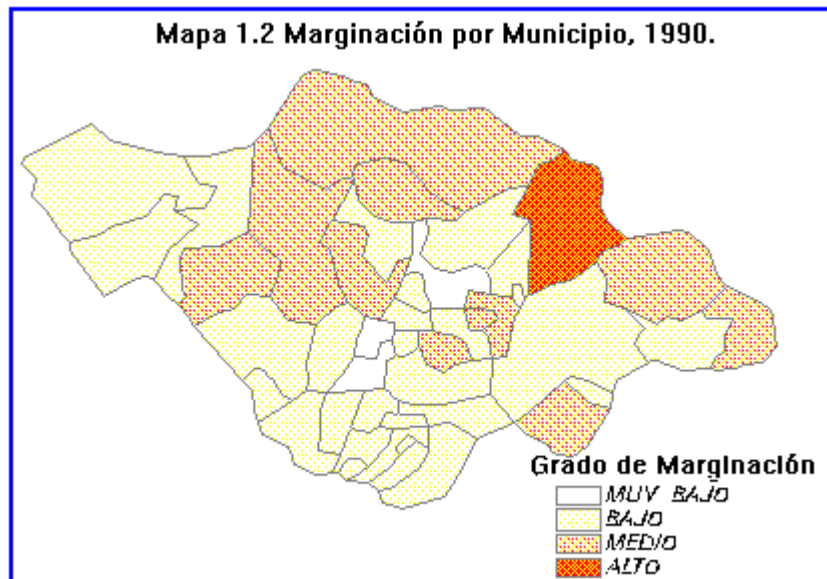 Mapa 1.2 Marginación por Municipio, 1990.
Grado de Marginación
MUY BAJO
BAJO
MEDIO
ALTO